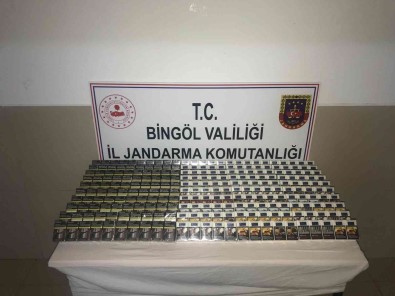 T.C.
BİNGÖL VALİLİĞİ
İL JANDARMA KOMUTANLIĞI